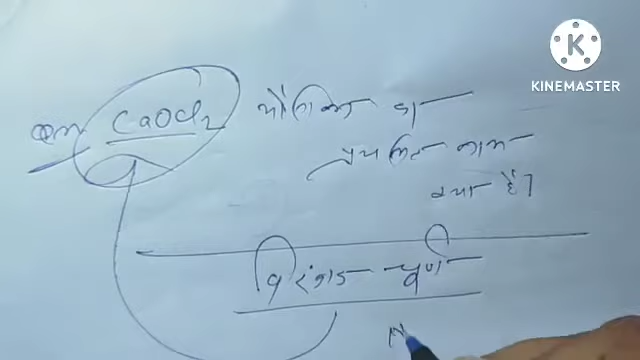 K
KINEMASTER
CaOCl2 यौगिक का
प्रचलित नाम
क्या है?
विरंजक चूर्ण
N